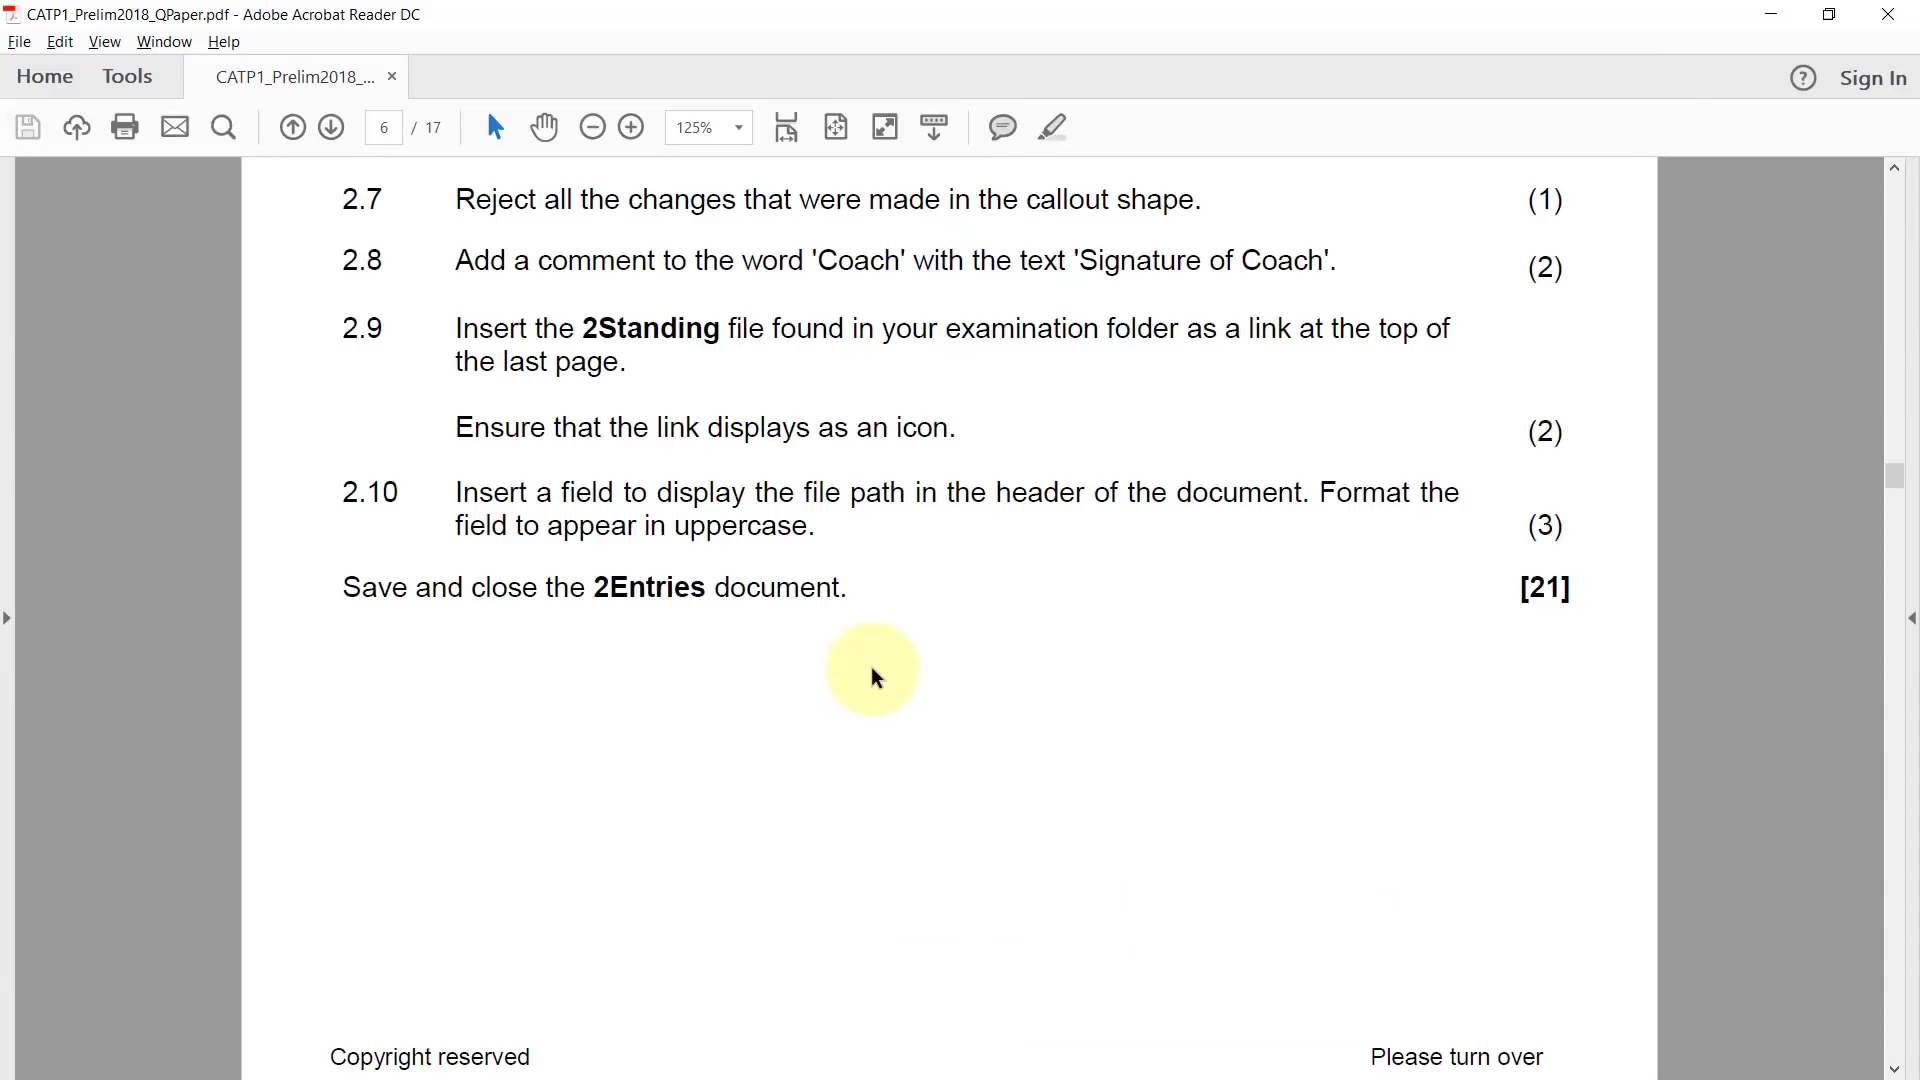 CATP1_Prelim2018_QPaper.pdf - Adobe Acrobat Reader DC
File Edit View Window Help
Home Tools CATP1_Prelim2018_... × ? Sign In
6 / 17 125%
2.7 Reject all the changes that were made in the callout shape. (1)
2.8 Add a comment to the word 'Coach' with the text 'Signature of Coach'. (2)
2.9 Insert the 2Standing file found in your examination folder as a link at the top of
the last page.
Ensure that the link displays as an icon. (2)
2.10 Insert a field to display the file path in the header of the document. Format the
field to appear in uppercase. (3)
Save and close the 2Entries document. [21]
Copyright reserved Please turn over